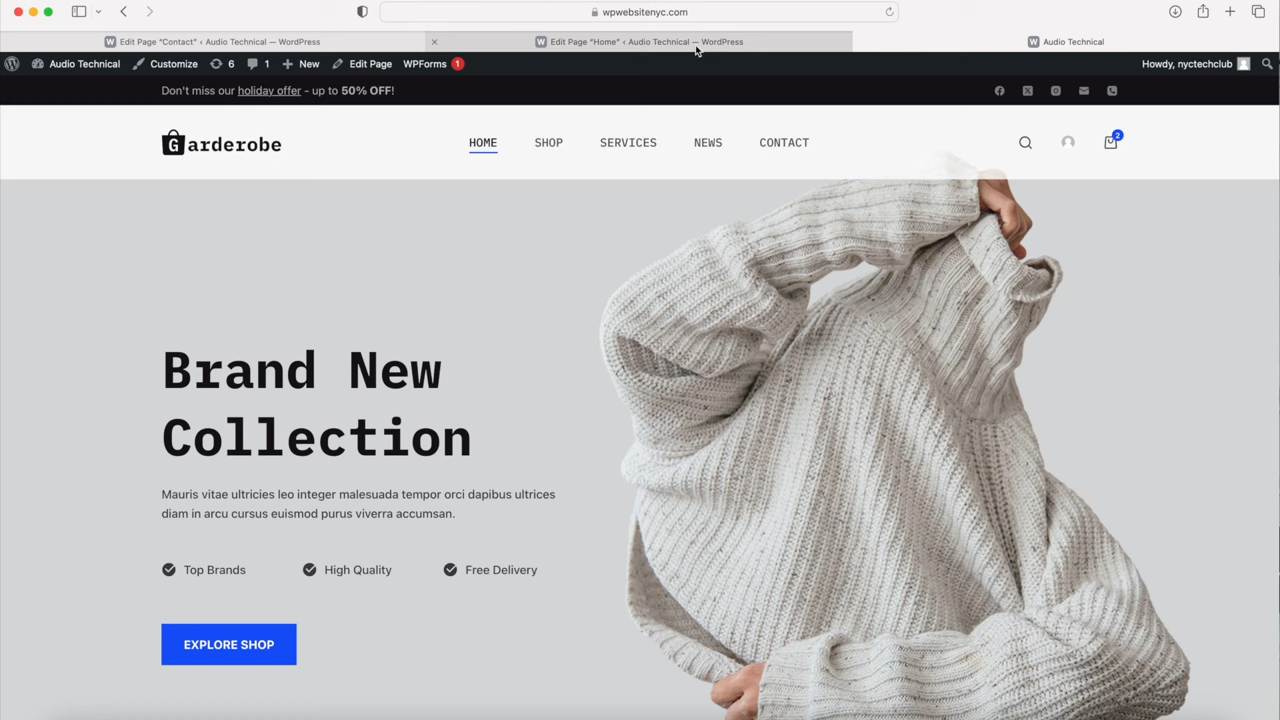 wpwebsitenyc.com
Edit Page “Contact” ‹ Audio Technical — WordPress
Edit Page “Home” ‹ Audio Technical — WordPress
Audio Technical
Audio Technical
Customize
6
1
New
Edit Page
WPForms 1
Howdy, nyctechclub
Don't miss our holiday offer - up to 50% OFF!
Garderobe
HOME
SHOP
SERVICES
NEWS
CONTACT
2
Brand New
Collection
Mauris vitae ultricies leo integer malesuada tempor orci dapibus ultrices
diam in arcu cursus euismod purus viverra accumsan.
Top Brands
High Quality
Free Delivery
EXPLORE SHOP